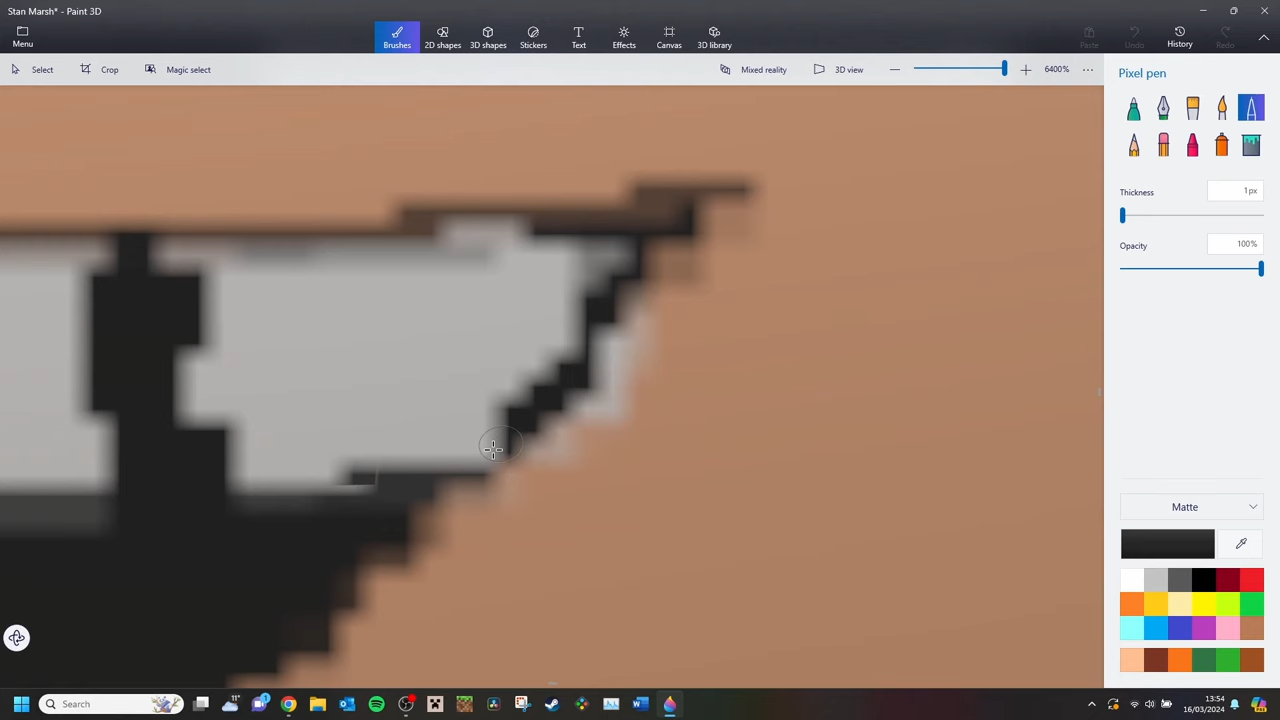 Stan Marsh* - Paint 3D
Menu
Brushes
2D shapes
3D shapes
Stickers
Text
Effects
Canvas
3D library
Paste
Undo
History
Redo
Select
Crop
Magic select
Mixed reality
3D view
6400%
Pixel pen
Thickness
1px
Opacity
100%
Matte
Search
11°
13:54
16/03/2024